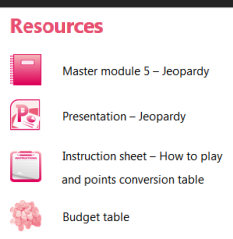 Resources
Master module 5 – Jeopardy
Presentation – Jeopardy
Instruction sheet – How to play
and points conversion table
Budget table